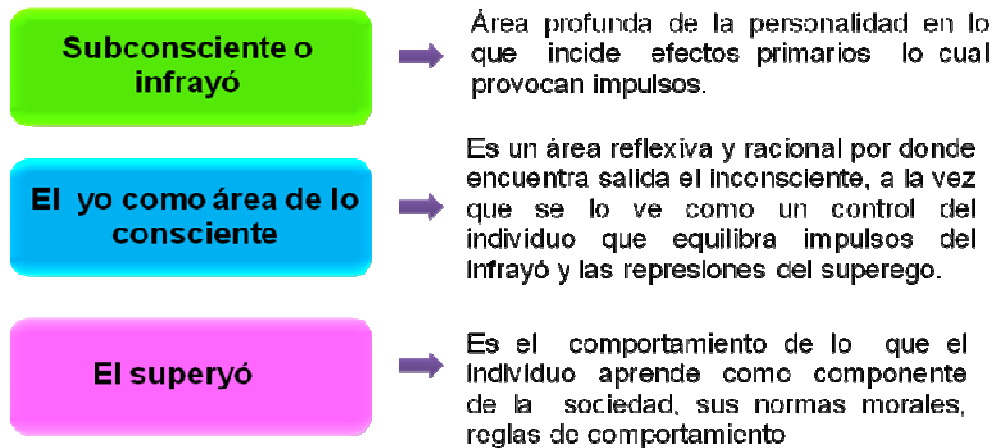 Subconsciente o
infrayó
Área profunda de la personalidad en lo
que incide efectos primarios lo cual
provocan impulsos.
El yo como área de lo
consciente
Es un área reflexiva y racional por donde
encuentra salida el inconsciente, a la vez
que se lo ve como un control del
individuo que equilibra impulsos del
infrayó y las represiones del superego.
El superyó
Es el comportamiento de lo que el
individuo aprende como componente
de la sociedad, sus normas morales,
reglas de comportamiento